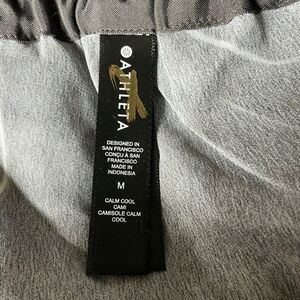 ATHLETA
DESIGNED IN
SAN FRANCISCO
CONÇU À SAN
FRANCISCO
MADE IN
INDONESIA
M
CALM COOL
CAMI
CAMISOLE CALM
COOL